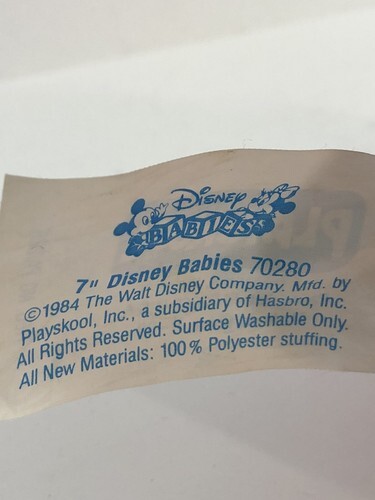 Disney
BABIES
7" Disney Babies 70280
©1984 The Walt Disney Company. Mfd. by
Playskool, Inc., a subsidiary of Hasbro, Inc.
All Rights Reserved. Surface Washable Only.
All New Materials: 100% Polyester stuffing.